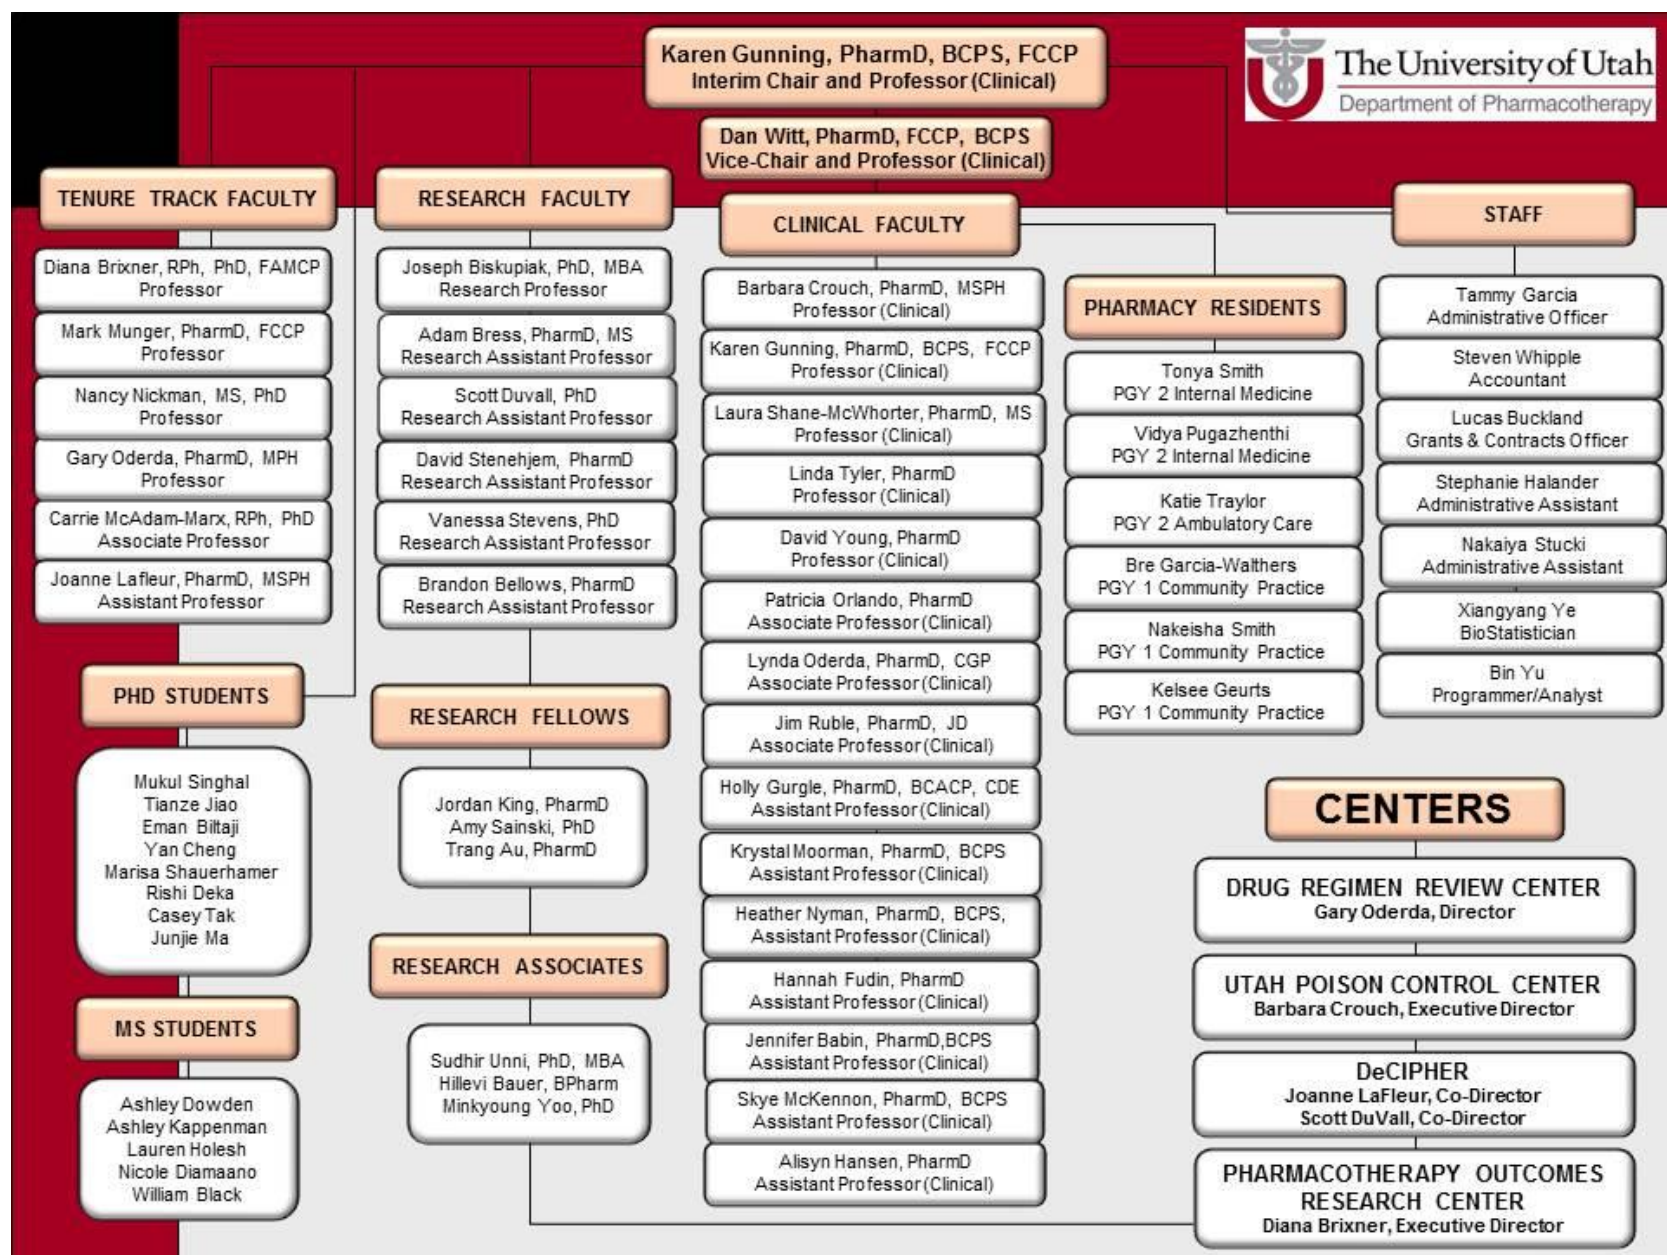 Karen Gunning, PharmD, BCPS, FCCP
Interim Chair and Professor (Clinical)
The University of Utah
Department of Pharmacotherapy
Dan Witt, PharmD, FCCP, BCPS
Vice-Chair and Professor (Clinical)
TENURE TRACK FACULTY
Diana Brixner, RPh, PhD, FAMCP
Professor
Mark Munger, PharmD, FCCP
Professor
Nancy Nickman, MS, PhD
Professor
Gary Oderda, PharmD, MPH
Professor
Carrie McAdam-Marx, RPh, PhD
Associate Professor
Joanne Lafleur, PharmD, MSPH
Assistant Professor
PHD STUDENTS
Mukul Singhal
Tianze Jiao
Eman Biltaji
Yan Cheng
Marisa Shauerhamer
Rishi Deka
Casey Tak
Junjie Ma
MS STUDENTS
Ashley Dowden
Ashley Kappenman
Lauren Holesh
Nicole Diamaano
William Black
RESEARCH FACULTY
Joseph Biskupiak, PhD, MBA
Research Professor
Adam Bress, PharmD, MS
Research Assistant Professor
Scott Duvall, PhD
Research Assistant Professor
David Stenehjem, PharmD
Research Assistant Professor
Vanessa Stevens, PhD
Research Assistant Professor
Brandon Bellows, PharmD
Research Assistant Professor
RESEARCH FELLOWS
Jordan King, PharmD
Amy Sainski, PhD
Trang Au, PharmD
RESEARCH ASSOCIATES
Sudhir Unni, PhD, MBA
Hillevi Bauer, BPharm
Minkyoung Yoo, PhD
CLINICAL FACULTY
Barbara Crouch, PharmD, MSPH
Professor (Clinical)
Karen Gunning, PharmD, BCPS, FCCP
Professor (Clinical)
Laura Shane-McWhorter, PharmD, MS
Professor (Clinical)
Linda Tyler, PharmD
Professor (Clinical)
David Young, PharmD
Professor (Clinical)
Patricia Orlando, PharmD
Associate Professor (Clinical)
Lynda Oderda, PharmD, CGP
Associate Professor (Clinical)
Jim Ruble, PharmD, JD
Associate Professor (Clinical)
Holly Gurgle, PharmD, BCACP, CDE
Assistant Professor (Clinical)
Krystal Moorman, PharmD, BCPS
Assistant Professor (Clinical)
Heather Nyman, PharmD, BCPS,
Assistant Professor (Clinical)
Hannah Fudin, PharmD
Assistant Professor (Clinical)
Jennifer Babin, PharmD,BCPS
Assistant Professor (Clinical)
Skye McKennon, PharmD, BCPS
Assistant Professor (Clinical)
Alisyn Hansen, PharmD
Assistant Professor (Clinical)
PHARMACY RESIDENTS
Tonya Smith
PGY 2 Internal Medicine
Vidya Pugazhenthi
PGY 2 Internal Medicine
Katie Traylor
PGY 2 Ambulatory Care
Bre Garcia-Walthers
PGY 1 Community Practice
Nakeisha Smith
PGY 1 Community Practice
Kelsee Geurts
PGY 1 Community Practice
STAFF
Tammy Garcia
Administrative Officer
Steven Whipple
Accountant
Lucas Buckland
Grants & Contracts Officer
Stephanie Halander
Administrative Assistant
Nakaiya Stucki
Administrative Assistant
Xiangyang Ye
BioStatistician
Bin Yu
Programmer/Analyst
CENTERS
DRUG REGIMEN REVIEW CENTER
Gary Oderda, Director
UTAH POISON CONTROL CENTER
Barbara Crouch, Executive Director
DeCIPHER
Joanne LaFleur, Co-Director
Scott DuVall, Co-Director
PHARMACOTHERAPY OUTCOMES
RESEARCH CENTER
Diana Brixner, Executive Director